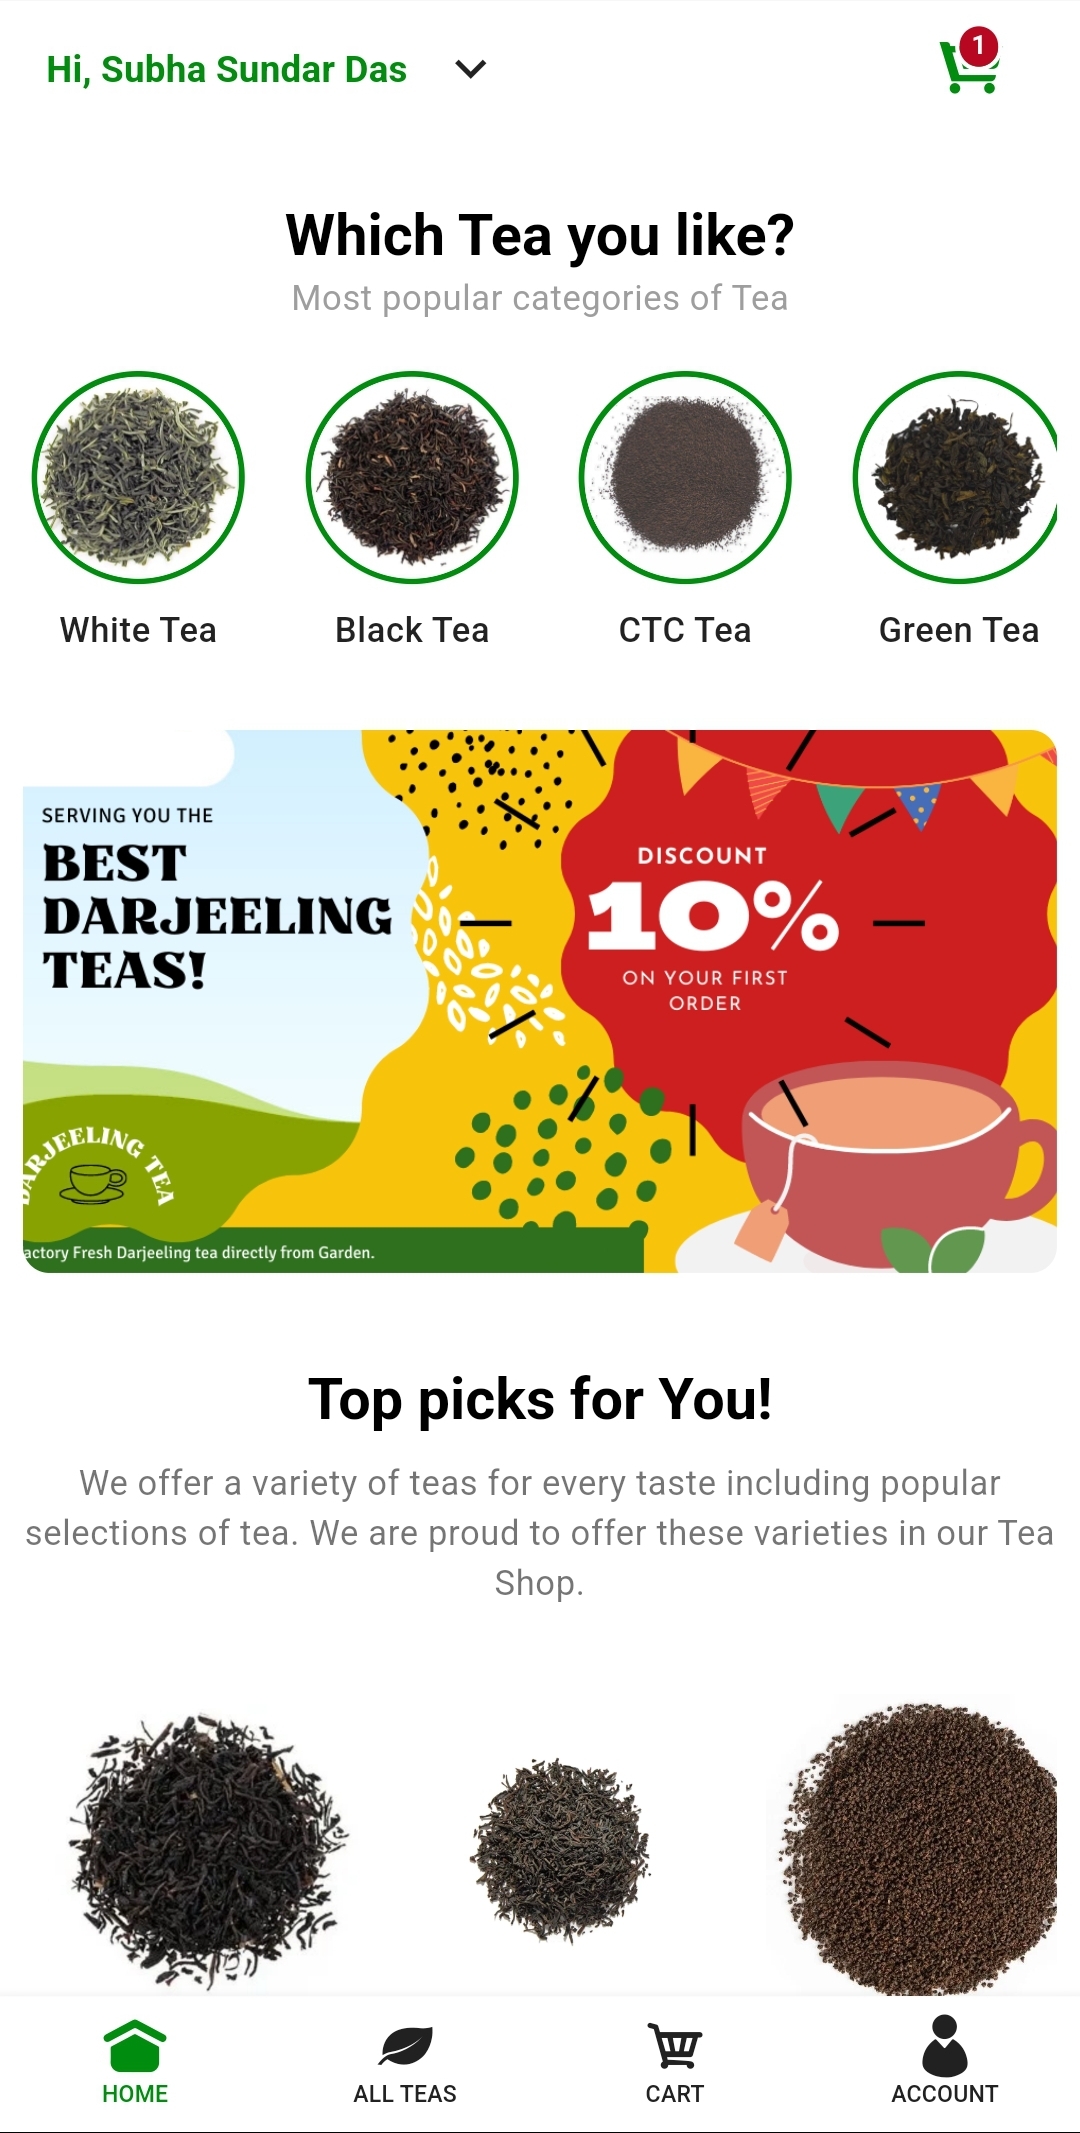 Hi, Subha Sundar Das
1
Which Tea you like?
Most popular categories of Tea
White Tea
Black Tea
CTC Tea
Green Tea
SERVING YOU THE
BEST
DARJEELING
TEAS!
DISCOUNT
10%
ON YOUR FIRST
ORDER
DARJEELING TEA
actory Fresh Darjeeling tea directly from Garden.
Top picks for You!
We offer a variety of teas for every taste including popular
selections of tea. We are proud to offer these varieties in our Tea
Shop.
HOME
ALL TEAS
CART
ACCOUNT